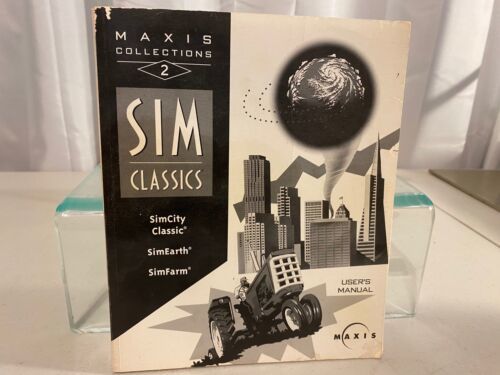 MAXIS
COLLECTIONS
2
SIM
CLASSICS
SimCity
Classic®
SimEarth®
SimFarm®
USER'S
MANUAL
MAXIS